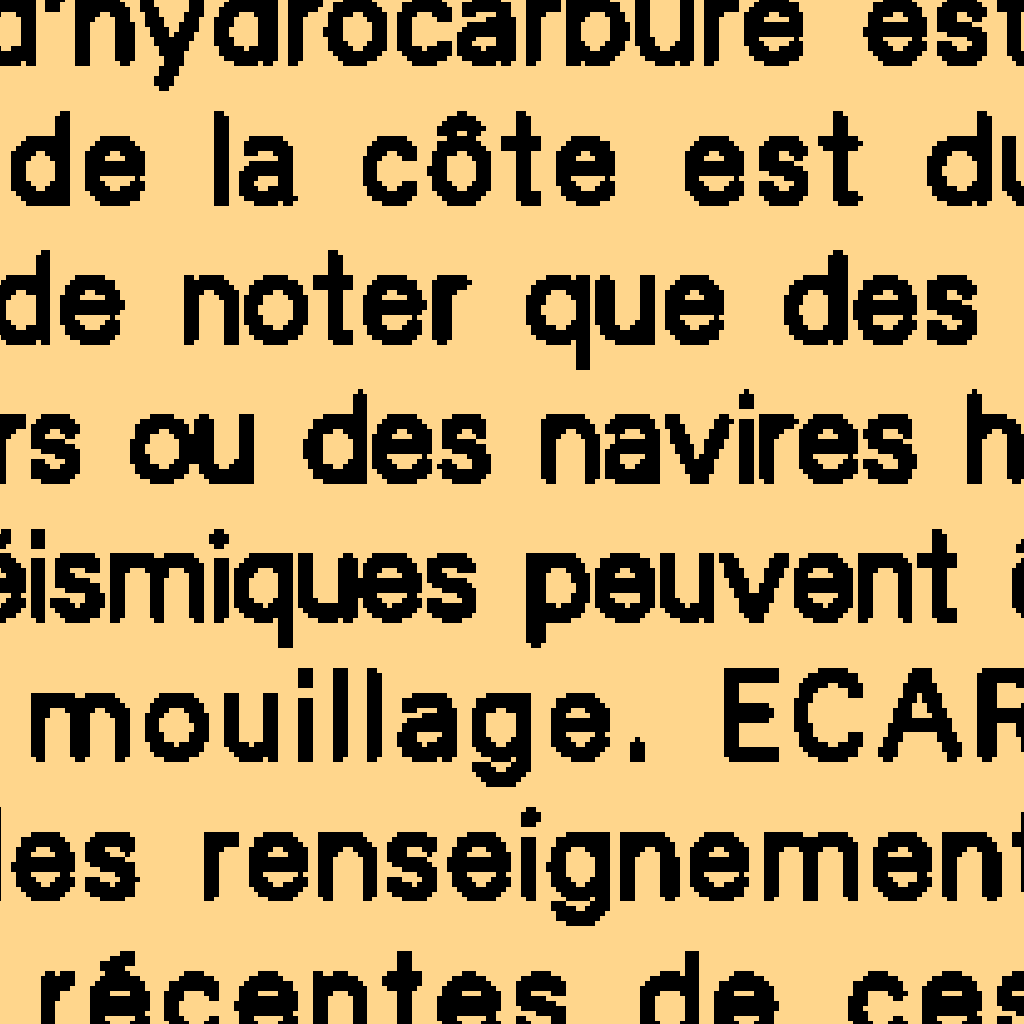 d'hydrocarbure est
de la côte est du
de noter que des
rs ou des navires h
éismiques peuvent ê
mouillage. ECAR
les renseignement
récentes de ces